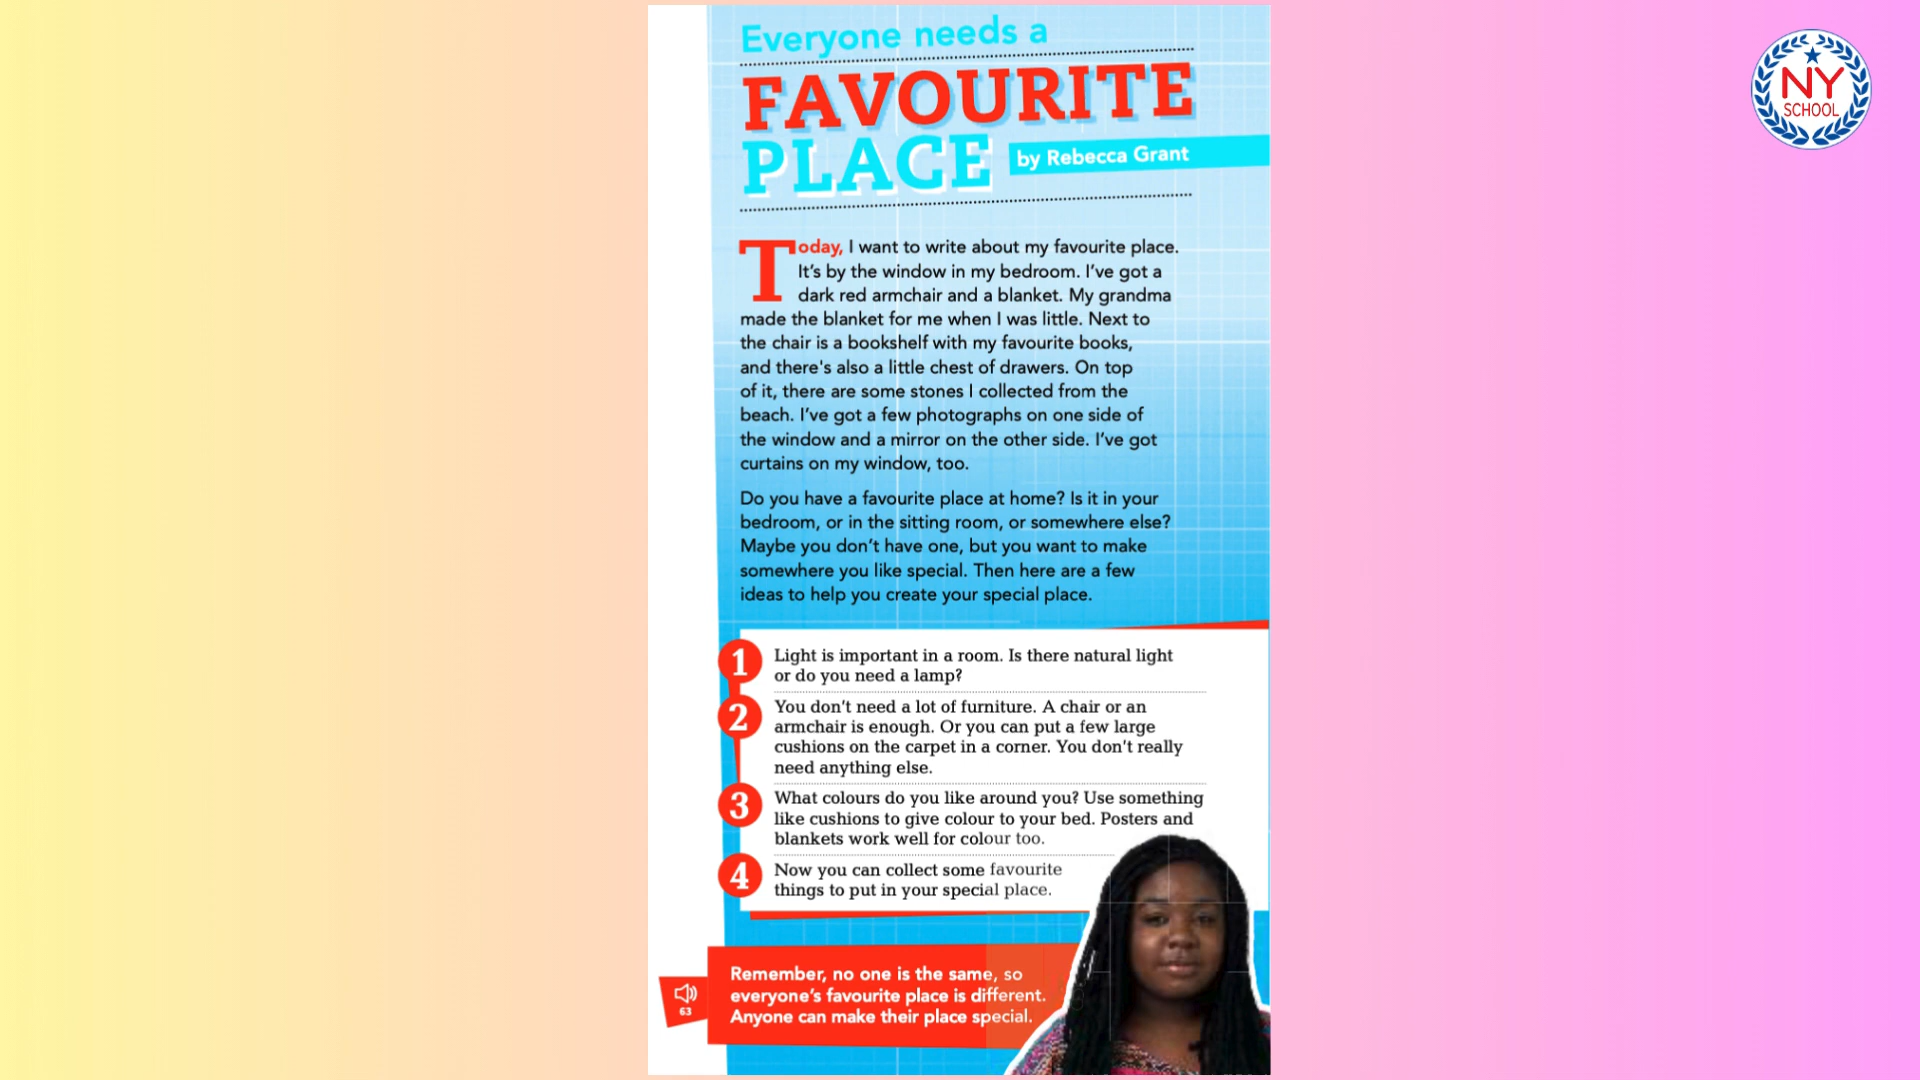 Everyone needs a
FAVOURITE
PLACE
by Rebecca Grant
NY
SCHOOL
Today, I want to write about my favourite place.
It's by the window in my bedroom. I've got a
dark red armchair and a blanket. My grandma
made the blanket for me when I was little. Next to
the chair is a bookshelf with my favourite books,
and there's also a little chest of drawers. On top
of it, there are some stones I collected from the
beach. I've got a few photographs on one side of
the window and a mirror on the other side. I've got
curtains on my window, too.
Do you have a favourite place at home? Is it in your
bedroom, or in the sitting room, or somewhere else?
Maybe you don't have one, but you want to make
somewhere you like special. Then here are a few
ideas to help you create your special place.
1 Light is important in a room. Is there natural light
or do you need a lamp?
2 You don't need a lot of furniture. A chair or an
armchair is enough. Or you can put a few large
cushions on the carpet in a corner. You don't really
need anything else.
3 What colours do you like around you? Use something
like cushions to give colour to your bed. Posters and
blankets work well for colour too.
4 Now you can collect some favourite
things to put in your special place.
Remember, no one is the same, so
everyone's favourite place is different.
Anyone can make their place special.
63